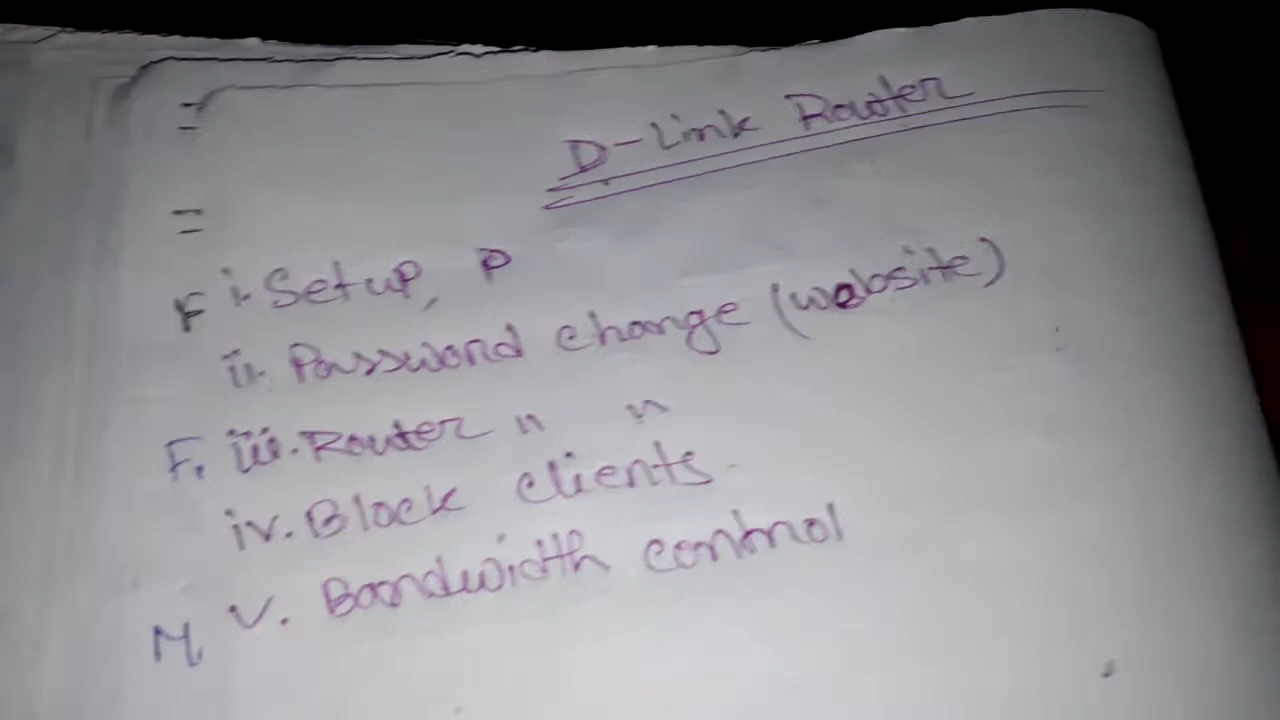 =
D-Link Router
=
F i. Setup, P
ii. Password change (website)
F. iii. Router " "
iv. Block clients.
M. v. Bandwidth control